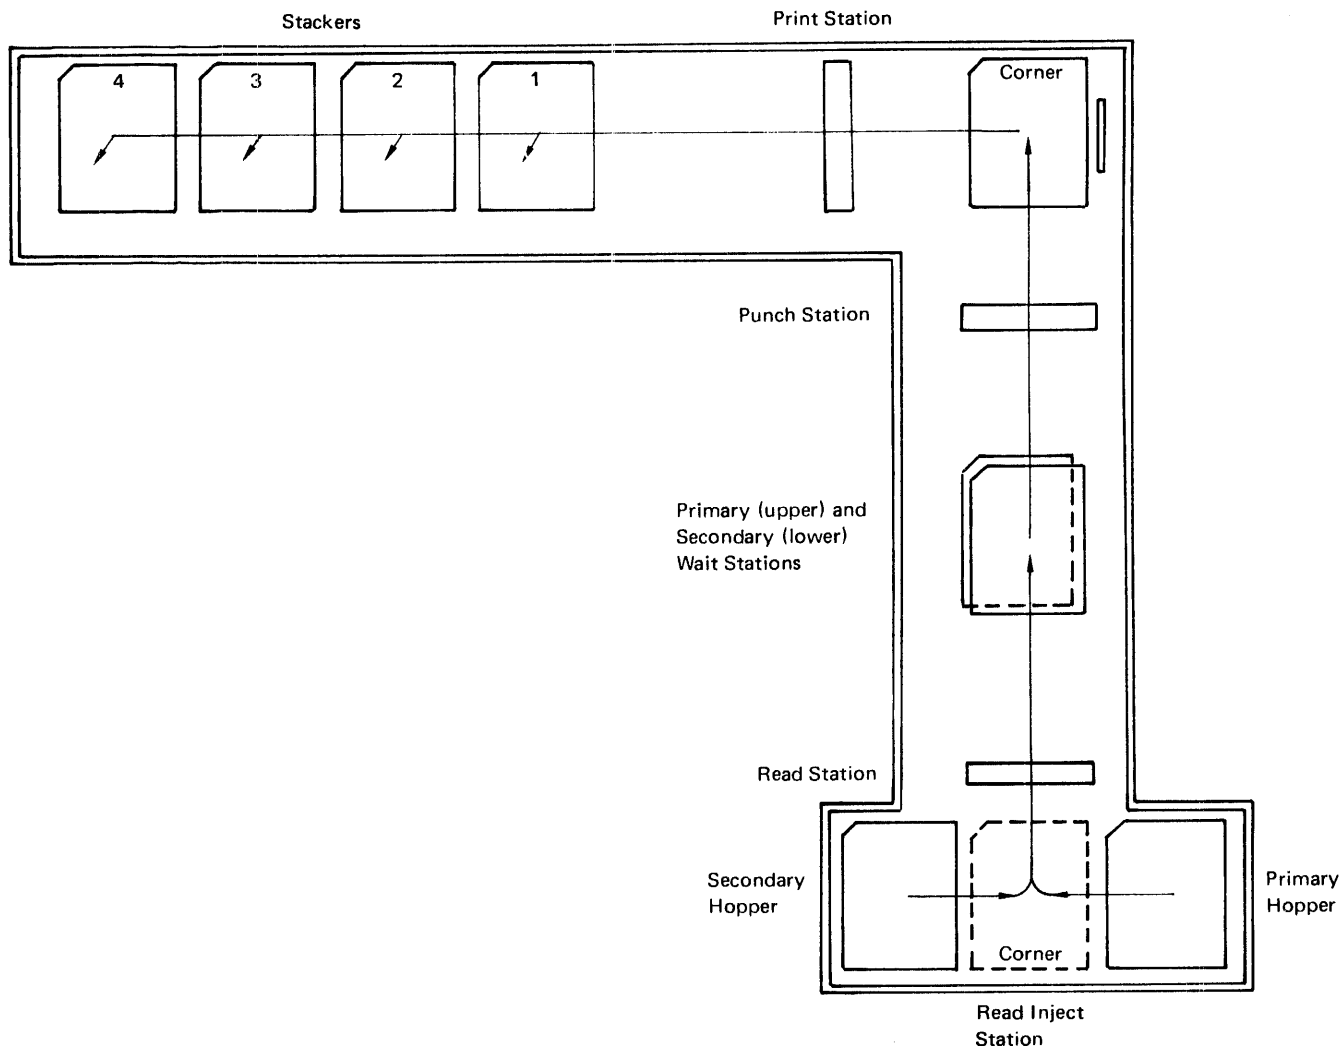 Stackers
Print Station
4
3
2
1
Corner
Punch Station
Primary (upper) and
Secondary (lower)
Wait Stations
Read Station
Secondary
Hopper
Primary
Hopper
Corner
Read Inject
Station